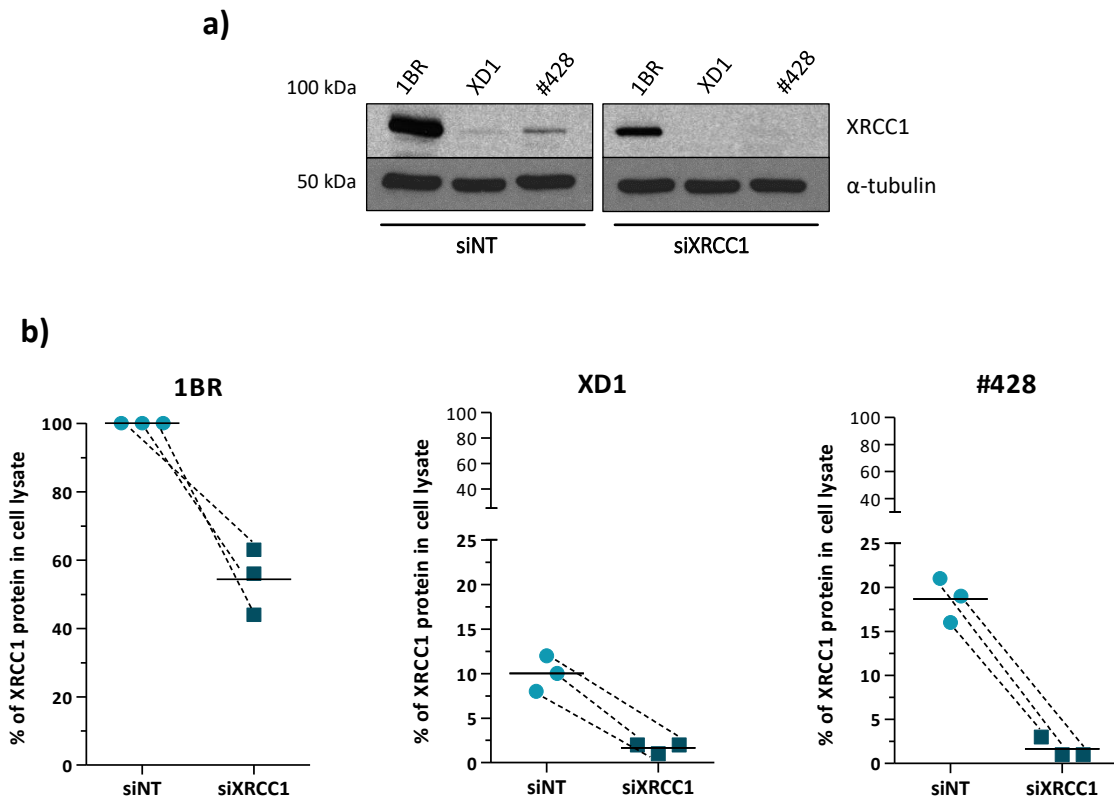 a)
1BR XD1 #428 1BR XD1 #428
100 kDa
XRCC1
50 kDa
α-tubulin
siNT siXRCC1
b)
1BR
% of XRCC1 protein in cell lysate
100
80
60
40
20
0
siNT siXRCC1
XD1
% of XRCC1 protein in cell lysate
100
80
60
40
25
20
15
10
5
0
siNT siXRCC1
#428
% of XRCC1 protein in cell lysate
100
80
60
40
25
20
15
10
5
0
siNT siXRCC1